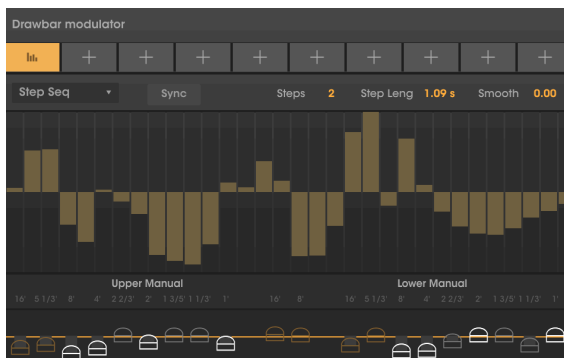 Drawbar modulator
Step Seq Sync Steps 2 Step Leng 1.09 s Smooth 0.00
Upper Manual Lower Manual
16' 5 1/3' 8' 4' 2 2/3' 2' 1 3/5' 1 1/3' 1' 16' 8' 16' 5 1/3' 8' 4' 2 2/3' 2' 1 3/5' 1 1/3' 1'